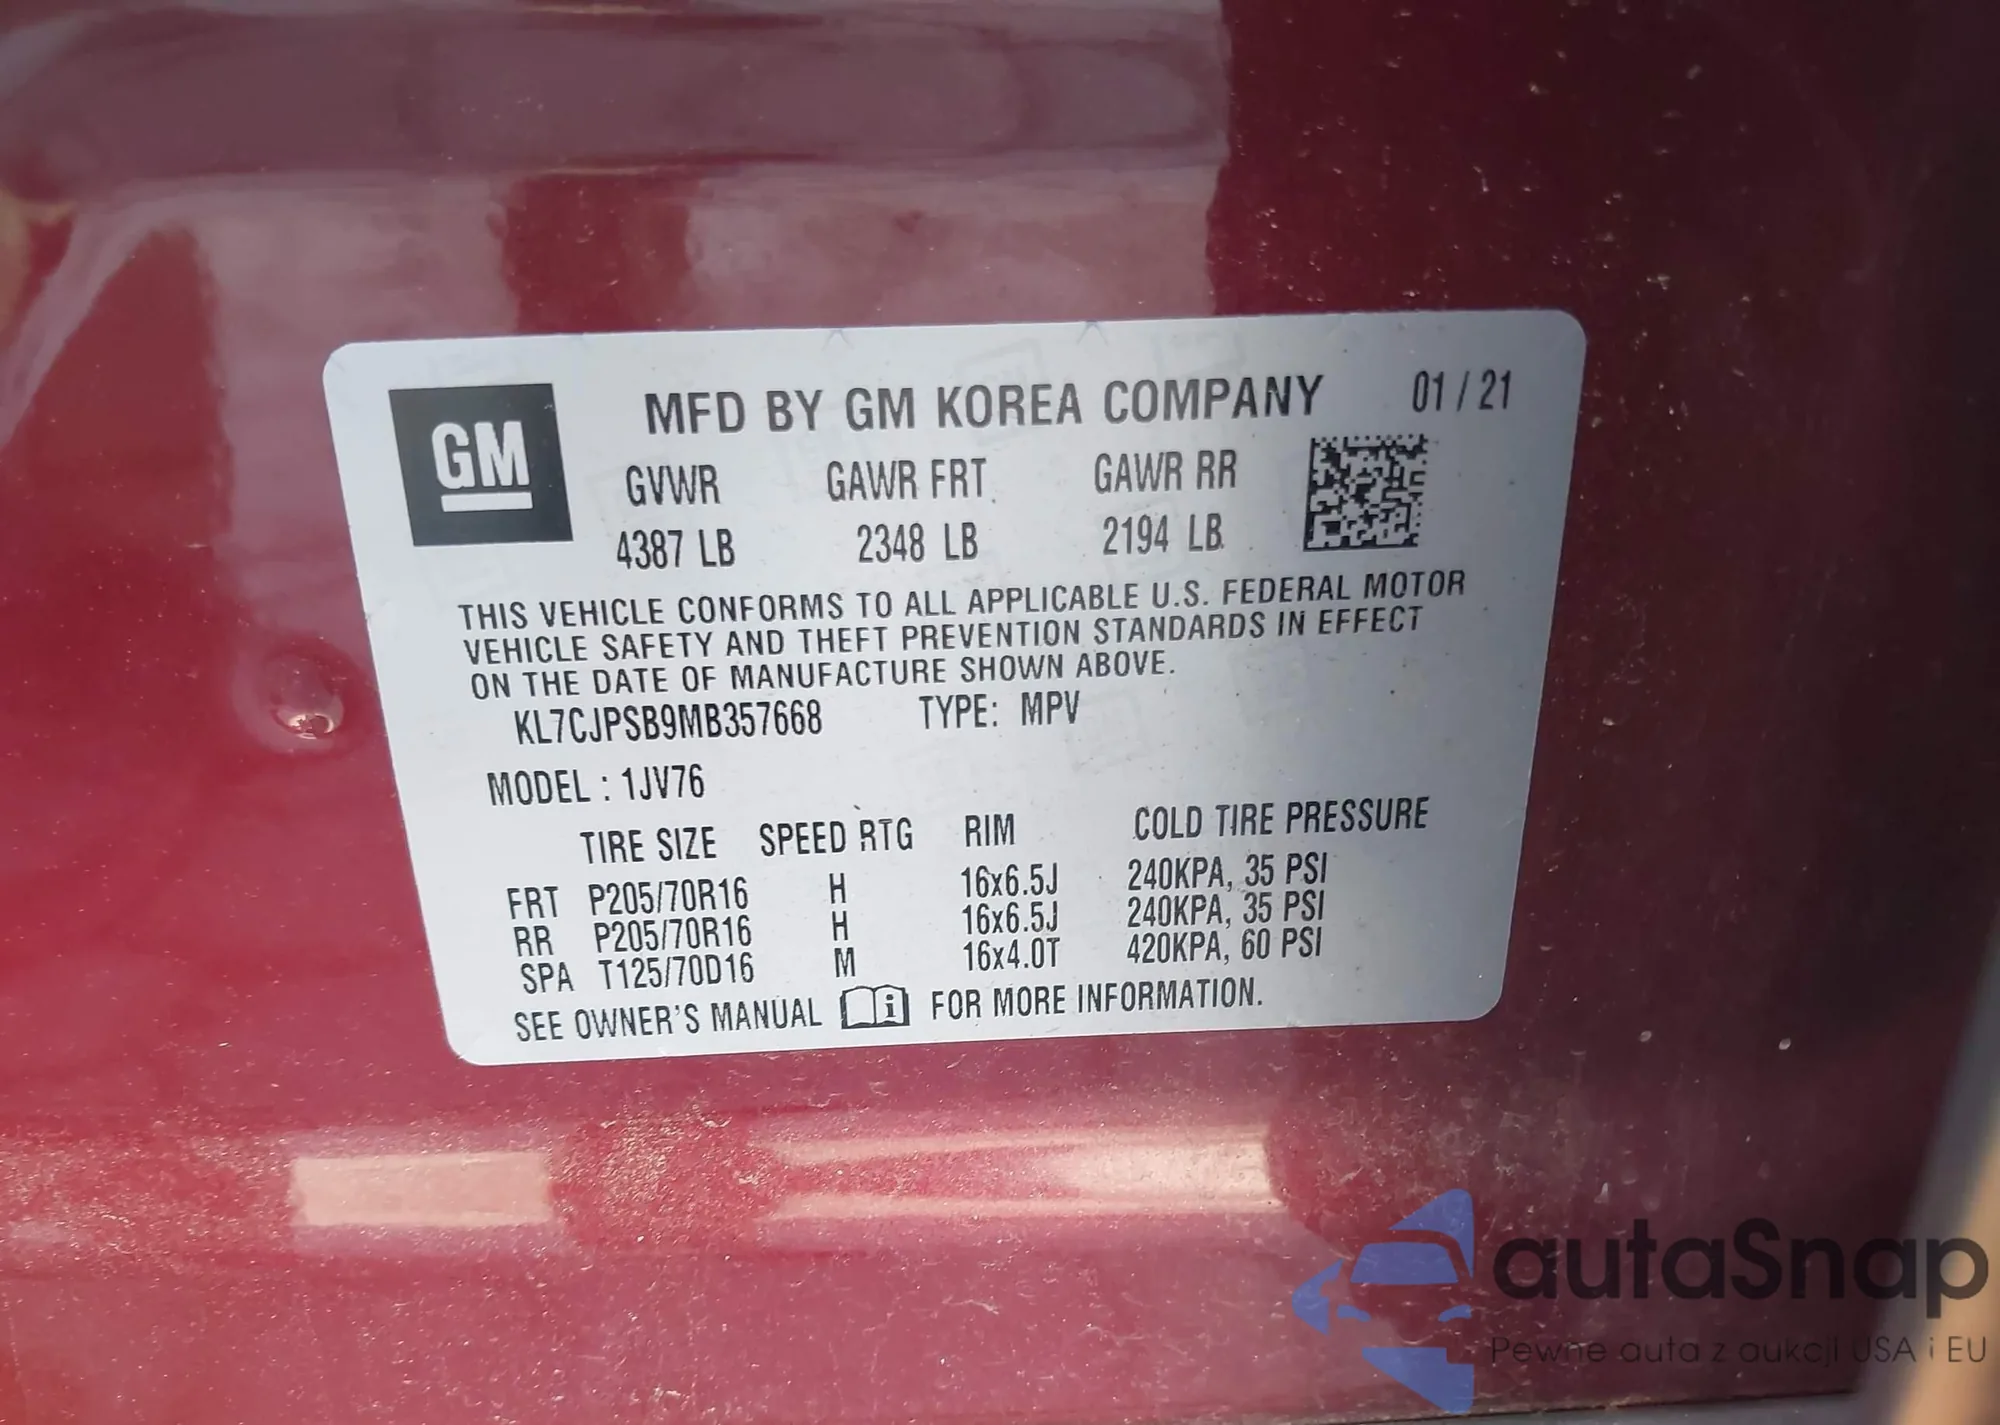 GM
MFD BY GM KOREA COMPANY 01 / 21
GVWR GAWR FRT GAWR RR
4387 LB 2348 LB 2194 LB
THIS VEHICLE CONFORMS TO ALL APPLICABLE U.S. FEDERAL MOTOR
VEHICLE SAFETY AND THEFT PREVENTION STANDARDS IN EFFECT
ON THE DATE OF MANUFACTURE SHOWN ABOVE.
KL7CJPSB9MB357668 TYPE: MPV
MODEL : 1JV76
TIRE SIZE SPEED RTG RIM COLD TIRE PRESSURE
FRT P205/70R16 H 16x6.5J 240KPA, 35 PSI
RR P205/70R16 H 16x6.5J 240KPA, 35 PSI
SPA T125/70D16 M 16x4.0T 420KPA, 60 PSI
SEE OWNER'S MANUAL i FOR MORE INFORMATION.
autaSnap
Pewne auta z aukcji USA i EU